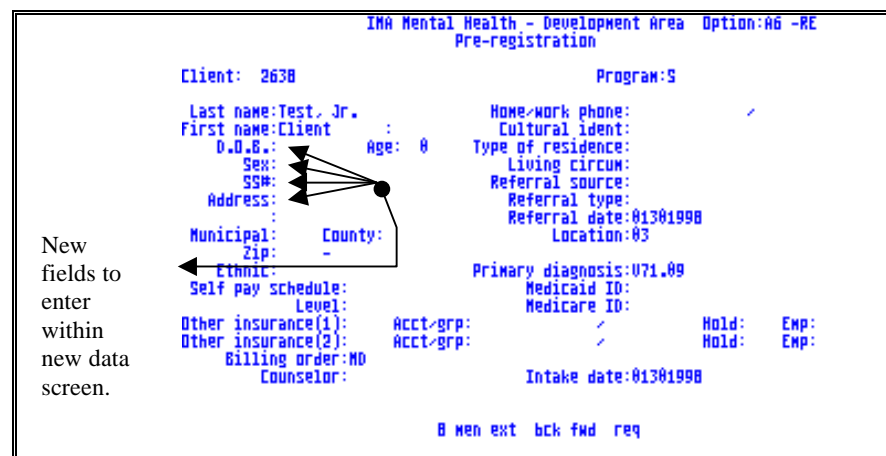 IMA Mental Health - Development Area Option:A6 -RE
Pre-registration
Client: 2638 Program:S
Last name:Test, Jr. Home/work phone: /
First name:Client : Cultural ident:
D.O.B.: Age: 0 Type of residence:
Sex: Living circum:
SS#: Referral source:
Address: Referral type:
: Referral date:01301998
Municipal: County: Location:03
Zip: -
Ethnic: Primary diagnosis:V71.09
Self pay schedule: Medicaid ID:
Level: Medicare ID:
Other insurance(1): Acct/grp: / Hold: Emp:
Other insurance(2): Acct/grp: / Hold: Emp:
Billing order:MD
Counselor: Intake date:01301998
8 men ext bck fwd req
New
fields to
enter
within
new data
screen.